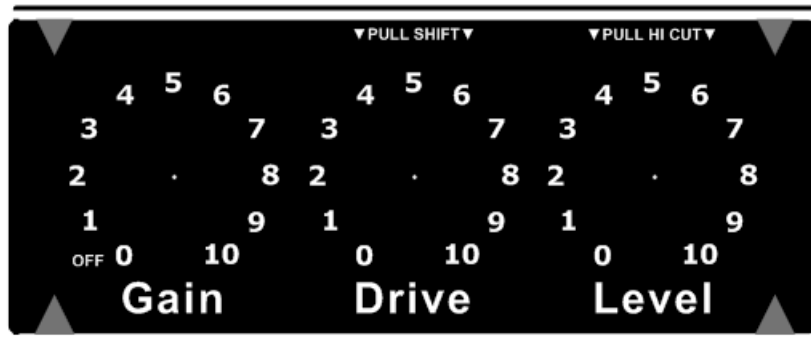 ▼PULL SHIFT▼ ▼PULL HI CUT▼
5 5 5
4 6 4 6 4 6
3 7 3 7 3 7
2 8 2 8 2 8
1 9 1 9 1 9
OFF 0 10 0 10 0 10
Gain Drive Level